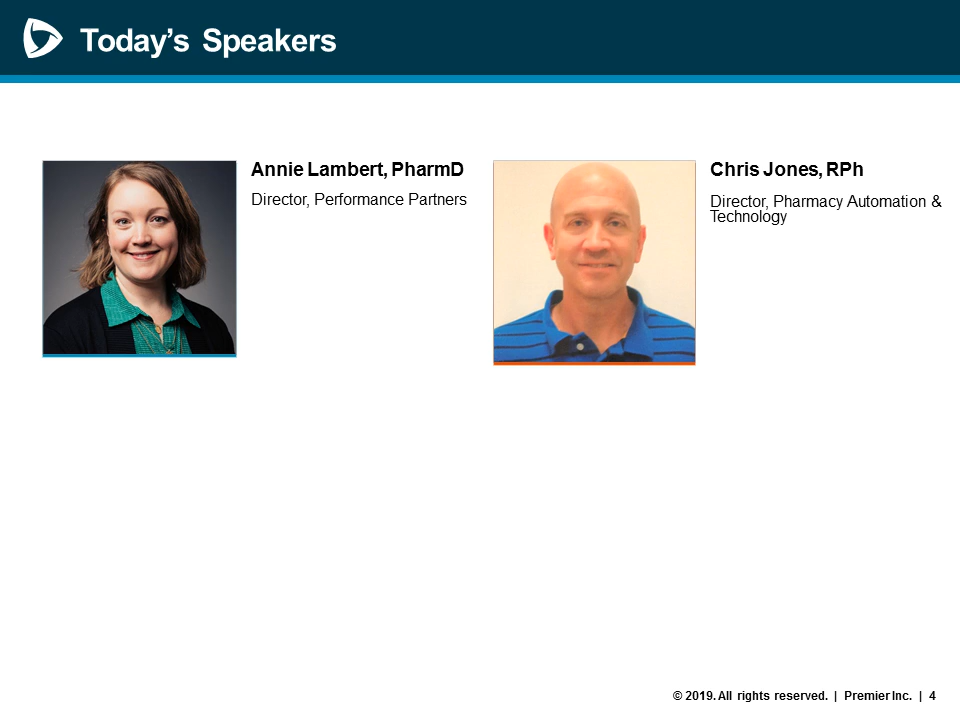 Today’s Speakers
Annie Lambert, PharmD
Director, Performance Partners
Chris Jones, RPh
Director, Pharmacy Automation &
Technology
© 2019. All rights reserved. | Premier Inc. | 4